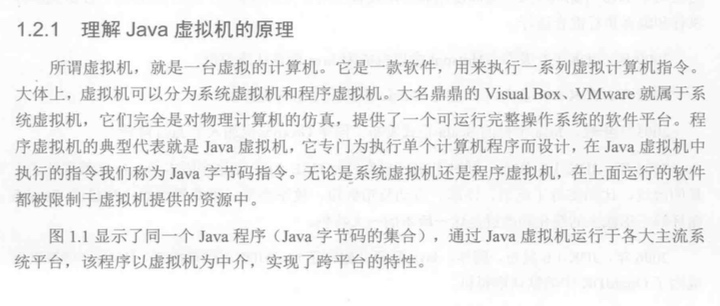 1.2.1 理解 Java 虚拟机的原理
所谓虚拟机，就是一台虚拟的计算机。它是一款软件，用来执行一系列虚拟计算机指令。
大体上，虚拟机可以分为系统虚拟机和程序虚拟机。大名鼎鼎的 Visual Box、VMware 就属于系
统虚拟机，它们完全是对物理计算机的仿真，提供了一个可运行完整操作系统的软件平台。程
序虚拟机的典型代表就是 Java 虚拟机，它专门为执行单个计算机程序而设计，在 Java 虚拟机中
执行的指令我们称为 Java 字节码指令。无论是系统虚拟机还是程序虚拟机，在上面运行的软件
都被限制于虚拟机提供的资源中。
图 1.1 显示了同一个 Java 程序（Java 字节码的集合），通过 Java 虚拟机运行于各大主流系
统平台，该程序以虚拟机为中介，实现了跨平台的特性。